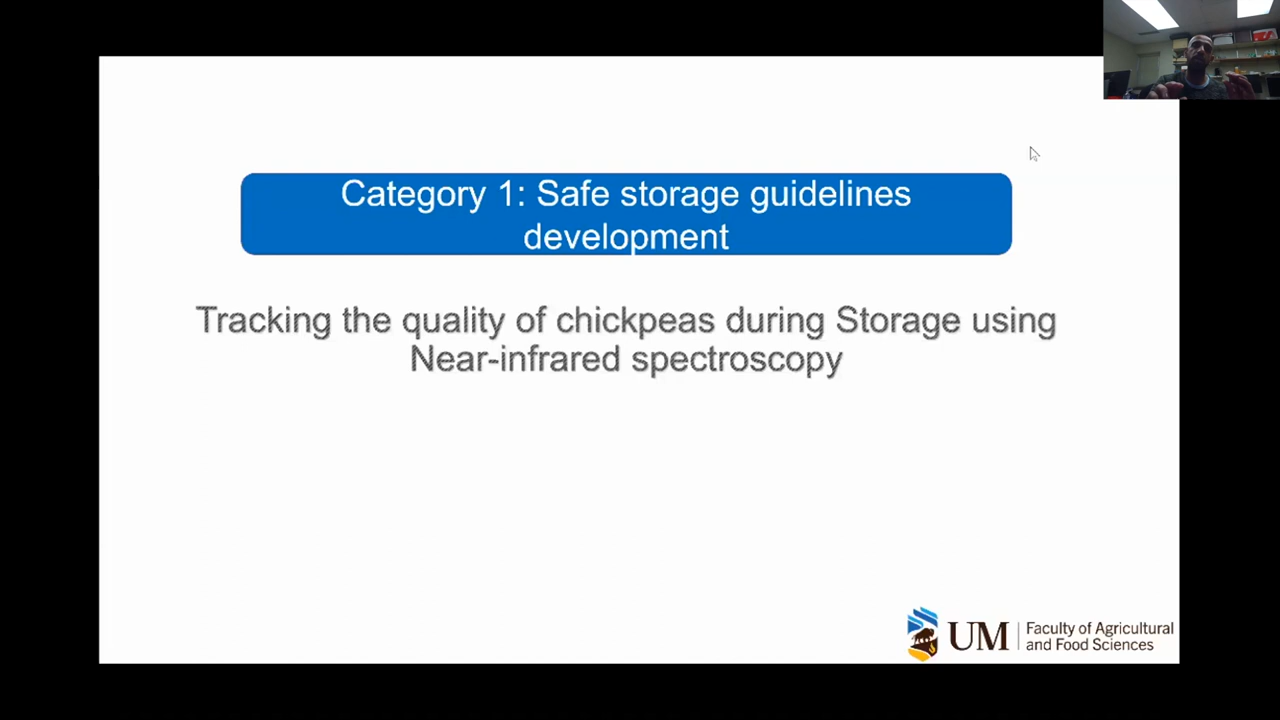 Category 1: Safe storage guidelines
development
Tracking the quality of chickpeas during Storage using
Near-infrared spectroscopy
UM
Faculty of Agricultural
and Food Sciences